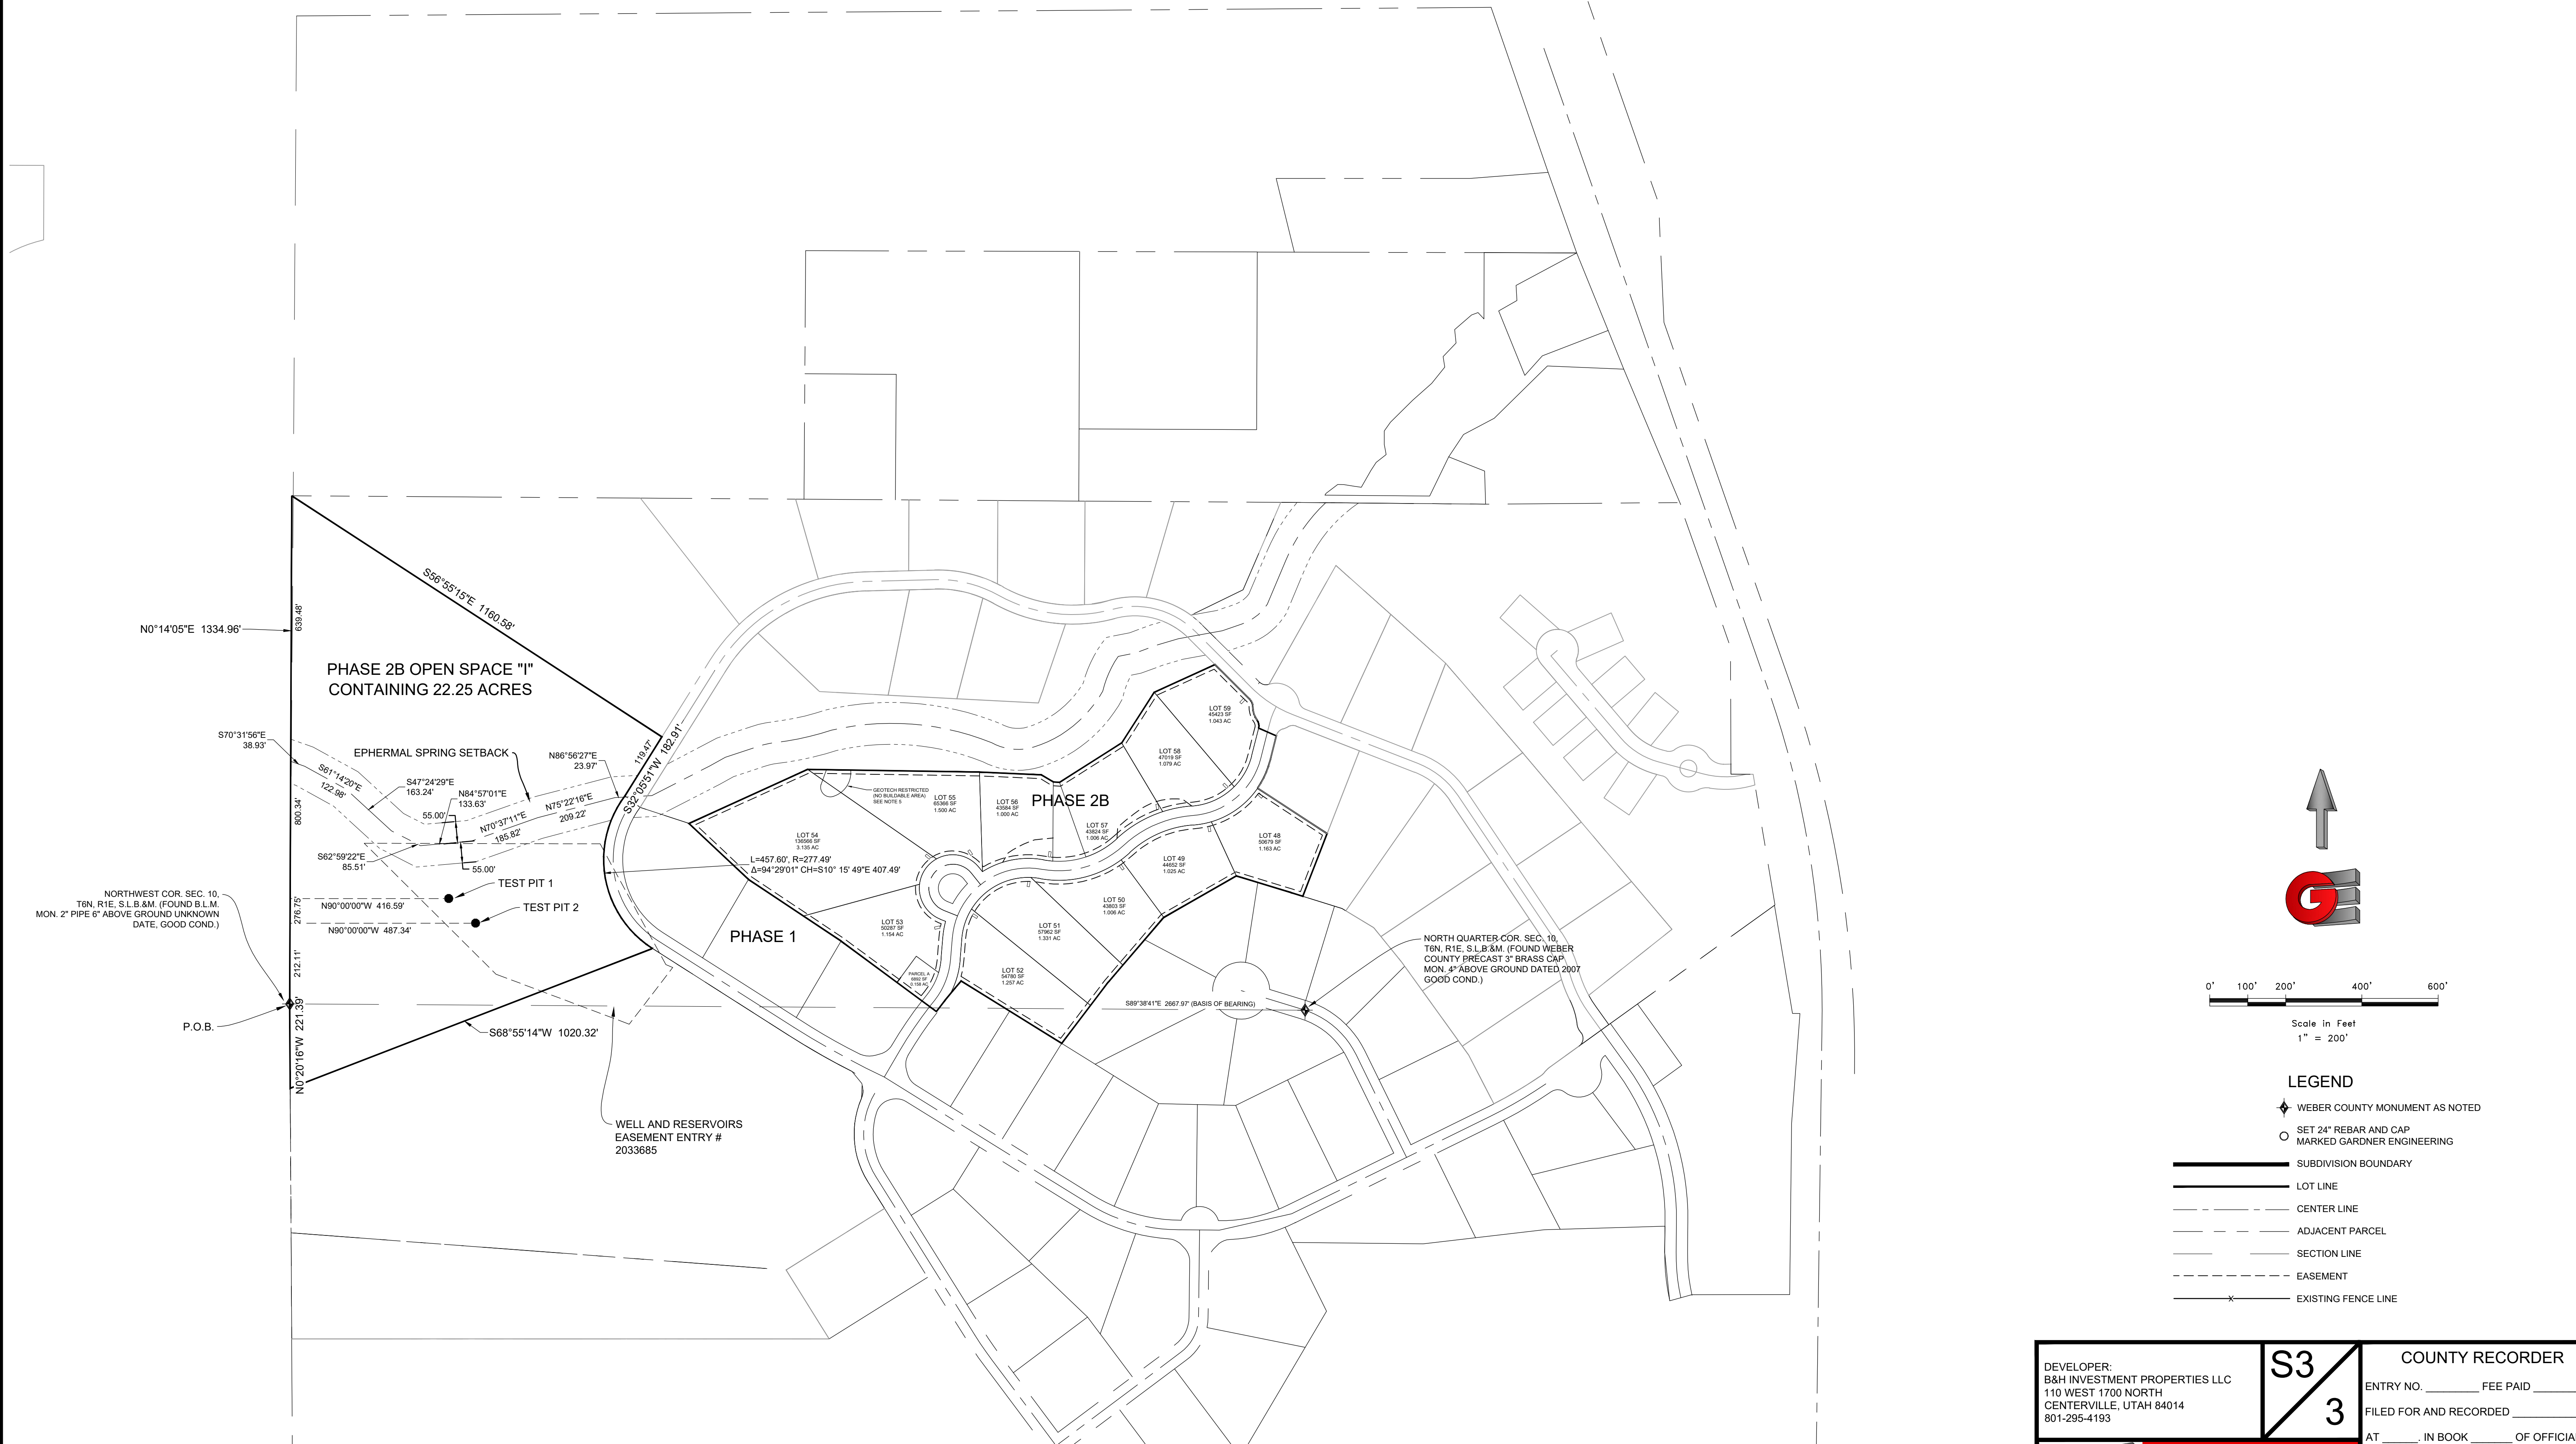 S56°55'15"E 1160.58'
639.48'
N0°14'05"E 1334.96'
PHASE 2B OPEN SPACE "I"
CONTAINING 22.25 ACRES
S70°31'56"E
38.93'
EPHERMAL SPRING SETBACK
N86°56'27"E
23.97'
119.47'
S32°05'51"W 182.91'
S61°14'20"E
122.98'
S47°24'29"E
163.24'
N84°57'01"E
133.63'
N75°22'16"E
209.22'
800.34'
55.00'
N70°37'11"E
185.82'
S62°59'22"E
85.51'
55.00'
L=457.60', R=277.49'
Δ=94°29'01" CH=S10° 15' 49"E 407.49'
TEST PIT 1
N90°00'00"W 416.59'
276.75'
TEST PIT 2
N90°00'00"W 487.34'
NORTHWEST COR. SEC. 10,
T6N, R1E, S.L.B.&M. (FOUND B.L.M.
MON. 2" PIPE 6" ABOVE GROUND UNKNOWN
DATE, GOOD COND.)
212.11'
P.O.B.
N0°20'16"W 221.39'
S68°55'14"W 1020.32'
WELL AND RESERVOIRS
EASEMENT ENTRY #
2033685
PHASE 1
PHASE 2B
GEOTECH RESTRICTED
(NO BUILDABLE AREA)
SEE NOTE 5
LOT 59
45423 SF
1.043 AC
LOT 58
47019 SF
1.079 AC
LOT 55
65366 SF
1.500 AC
LOT 56
43584 SF
1.000 AC
LOT 57
43824 SF
1.006 AC
LOT 54
136566 SF
3.135 AC
LOT 48
50679 SF
1.163 AC
LOT 49
44652 SF
1.025 AC
LOT 50
43803 SF
1.006 AC
LOT 53
50287 SF
1.154 AC
LOT 51
57962 SF
1.331 AC
LOT 52
54780 SF
1.257 AC
PARCEL A
6892 SF
0.158 AC
S89°38'41"E 2667.97' (BASIS OF BEARING)
NORTH QUARTER COR. SEC. 10,
T6N, R1E, S.L.B.&M. (FOUND WEBER
COUNTY PRECAST 3" BRASS CAP
MON. 4" ABOVE GROUND DATED 2007
GOOD COND.)
0' 100' 200' 400' 600'
Scale in Feet
1" = 200'
LEGEND
WEBER COUNTY MONUMENT AS NOTED
SET 24" REBAR AND CAP
MARKED GARDNER ENGINEERING
SUBDIVISION BOUNDARY
LOT LINE
CENTER LINE
ADJACENT PARCEL
SECTION LINE
EASEMENT
EXISTING FENCE LINE
DEVELOPER:
B&H INVESTMENT PROPERTIES LLC
110 WEST 1700 NORTH
CENTERVILLE, UTAH 84014
801-295-4193
S3
3
COUNTY RECORDER
ENTRY NO. _________ FEE PAID ________
FILED FOR AND RECORDED ___________
AT ______. IN BOOK _______ OF OFFICIA